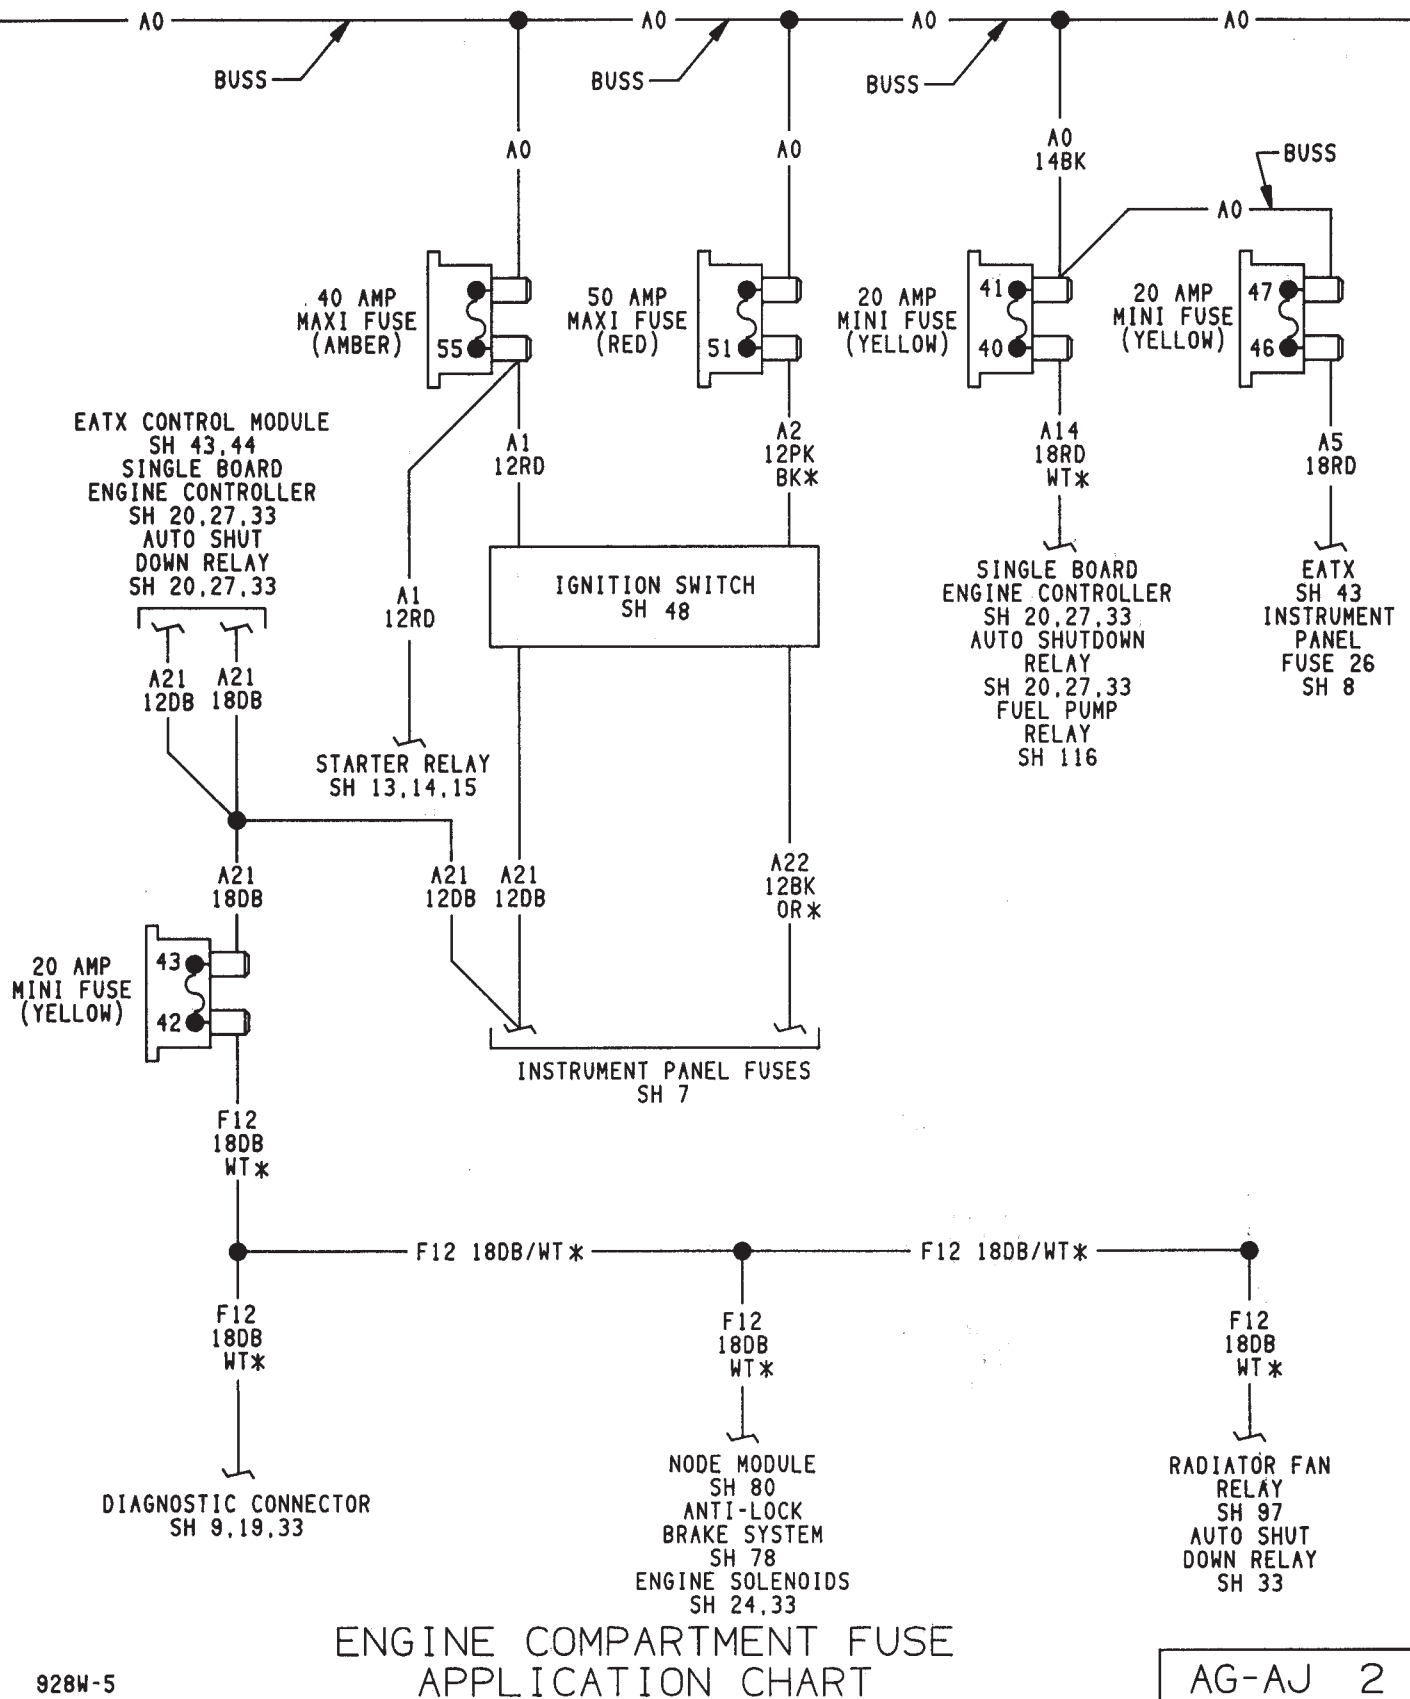 A0 A0 A0 A0
BUSS BUSS BUSS
A0 A0 A0
14BK
BUSS
A0
40 AMP
MAXI FUSE
(AMBER)
55
50 AMP
MAXI FUSE
(RED)
51
20 AMP
MINI FUSE
(YELLOW)
41
40
20 AMP
MINI FUSE
(YELLOW)
47
46
EATX CONTROL MODULE
SH 43,44
SINGLE BOARD
ENGINE CONTROLLER
SH 20,27,33
AUTO SHUT
DOWN RELAY
SH 20,27,33
A1
12RD
A2
12PK
BK*
A14
18RD
WT*
A5
18RD
A1
12RD
IGNITION SWITCH
SH 48
SINGLE BOARD
ENGINE CONTROLLER
SH 20,27,33
AUTO SHUTDOWN
RELAY
SH 20,27,33
FUEL PUMP
RELAY
SH 116
EATX
SH 43
INSTRUMENT
PANEL
FUSE 26
SH 8
A21
12DB
A21
18DB
STARTER RELAY
SH 13,14,15
A21
18DB
A21
12DB
A21
12DB
A22
12BK
OR*
20 AMP
MINI FUSE
(YELLOW)
43
42
INSTRUMENT PANEL FUSES
SH 7
F12
18DB
WT*
F12 18DB/WT* F12 18DB/WT*
F12
18DB
WT*
F12
18DB
WT*
F12
18DB
WT*
DIAGNOSTIC CONNECTOR
SH 9,19,33
NODE MODULE
SH 80
ANTI-LOCK
BRAKE SYSTEM
SH 78
ENGINE SOLENOIDS
SH 24,33
RADIATOR FAN
RELAY
SH 97
AUTO SHUT
DOWN RELAY
SH 33
ENGINE COMPARTMENT FUSE
APPLICATION CHART
928W-5
AG-AJ 2